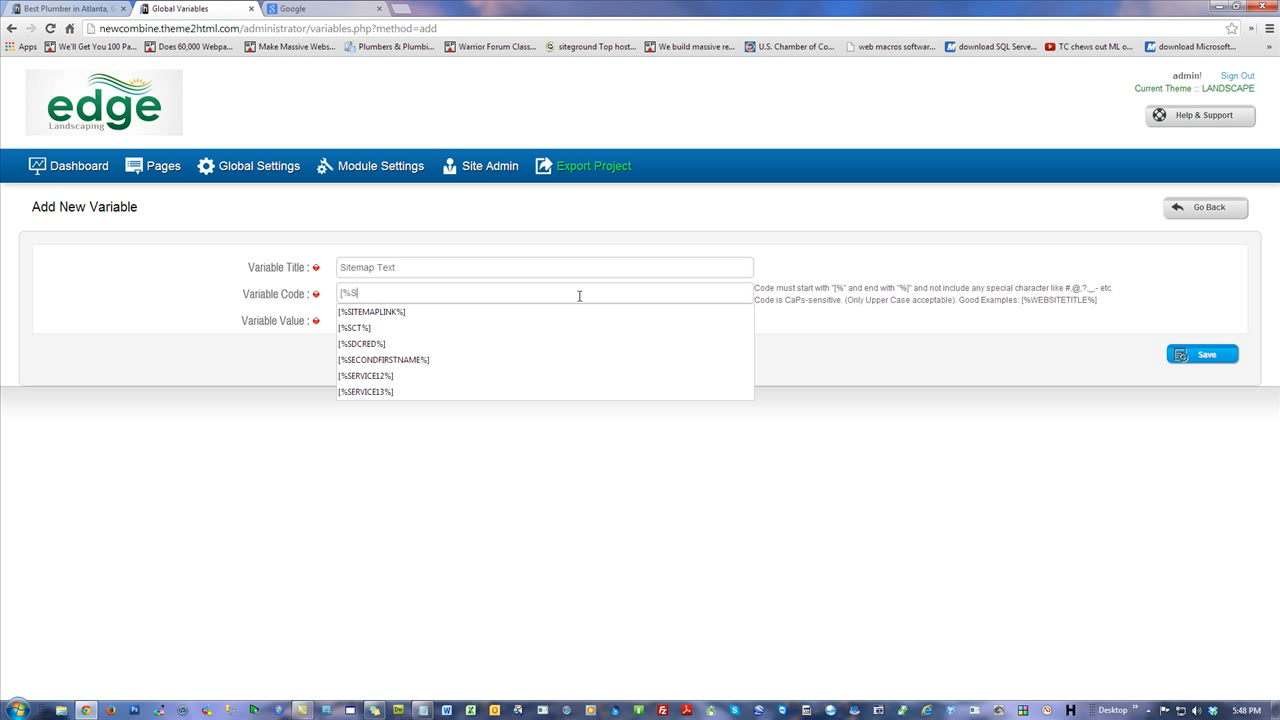 Best Plumber in Atlanta, G
Global Variables
Google
newcombine.theme2html.com/administrator/variables.php?method=add
Apps
We'll Get You 100 Pa...
Does 60,000 Webpa...
Make Massive Webs...
Plumbers & Plumbi...
Warrior Forum Class...
siteground Top host...
We build massive re...
U.S. Chamber of Co...
web macros softwar...
download SQL Serve...
TC chews out ML o...
download Microsoft...
edge
Landscaping
admin!
Sign Out
Current Theme :: LANDSCAPE
Help & Support
Dashboard
Pages
Global Settings
Module Settings
Site Admin
Export Project
Add New Variable
Go Back
Variable Title :
Sitemap Text
Variable Code :
[%S
Code must start with "[%" and end with "%]" and not include any special character like #,@,?,_,- etc.
Code is CaPs-sensitive. (Only Upper Case acceptable). Good Examples: [%WEBSITETITLE%]
Variable Value :
[%SITEMAPLINK%]
[%SCT%]
[%SDCRED%]
[%SECONDFIRSTNAME%]
[%SERVICE12%]
[%SERVICE13%]
Save
Desktop
5:48 PM